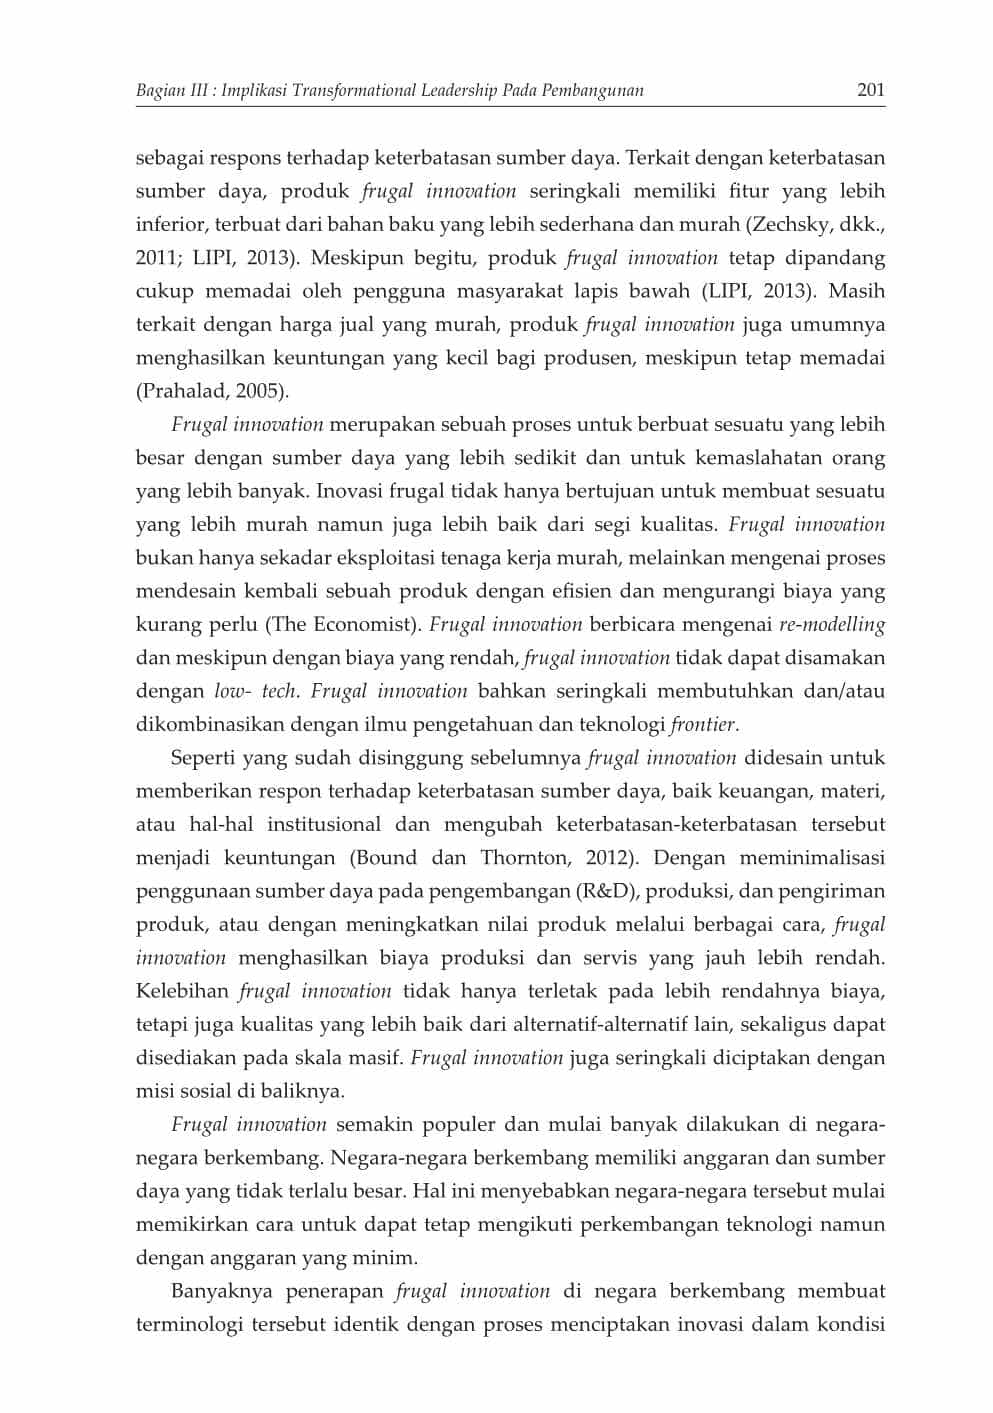 Bagian III : Implikasi Transformational Leadership Pada Pembangunan 201
sebagai respons terhadap keterbatasan sumber daya. Terkait dengan keterbatasan
sumber daya, produk frugal innovation seringkali memiliki fitur yang lebih
inferior, terbuat dari bahan baku yang lebih sederhana dan murah (Zechsky, dkk.,
2011; LIPI, 2013). Meskipun begitu, produk frugal innovation tetap dipandang
cukup memadai oleh pengguna masyarakat lapis bawah (LIPI, 2013). Masih
terkait dengan harga jual yang murah, produk frugal innovation juga umumnya
menghasilkan keuntungan yang kecil bagi produsen, meskipun tetap memadai
(Prahalad, 2005).
Frugal innovation merupakan sebuah proses untuk berbuat sesuatu yang lebih
besar dengan sumber daya yang lebih sedikit dan untuk kemaslahatan orang
yang lebih banyak. Inovasi frugal tidak hanya bertujuan untuk membuat sesuatu
yang lebih murah namun juga lebih baik dari segi kualitas. Frugal innovation
bukan hanya sekadar eksploitasi tenaga kerja murah, melainkan mengenai proses
mendesain kembali sebuah produk dengan efisien dan mengurangi biaya yang
kurang perlu (The Economist). Frugal innovation berbicara mengenai re-modelling
dan meskipun dengan biaya yang rendah, frugal innovation tidak dapat disamakan
dengan low- tech. Frugal innovation bahkan seringkali membutuhkan dan/atau
dikombinasikan dengan ilmu pengetahuan dan teknologi frontier.
Seperti yang sudah disinggung sebelumnya frugal innovation didesain untuk
memberikan respon terhadap keterbatasan sumber daya, baik keuangan, materi,
atau hal-hal institusional dan mengubah keterbatasan-keterbatasan tersebut
menjadi keuntungan (Bound dan Thornton, 2012). Dengan meminimalisasi
penggunaan sumber daya pada pengembangan (R&D), produksi, dan pengiriman
produk, atau dengan meningkatkan nilai produk melalui berbagai cara, frugal
innovation menghasilkan biaya produksi dan servis yang jauh lebih rendah.
Kelebihan frugal innovation tidak hanya terletak pada lebih rendahnya biaya,
tetapi juga kualitas yang lebih baik dari alternatif-alternatif lain, sekaligus dapat
disediakan pada skala masif. Frugal innovation juga seringkali diciptakan dengan
misi sosial di baliknya.
Frugal innovation semakin populer dan mulai banyak dilakukan di negara-
negara berkembang. Negara-negara berkembang memiliki anggaran dan sumber
daya yang tidak terlalu besar. Hal ini menyebabkan negara-negara tersebut mulai
memikirkan cara untuk dapat tetap mengikuti perkembangan teknologi namun
dengan anggaran yang minim.
Banyaknya penerapan frugal innovation di negara berkembang membuat
terminologi tersebut identik dengan proses menciptakan inovasi dalam kondisi